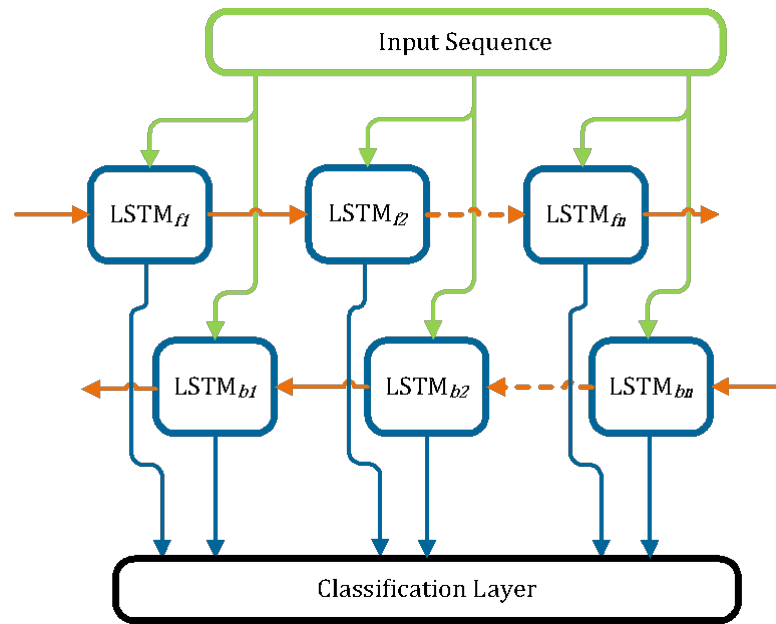 Input Sequence
LSTMf1
LSTMf2
LSTMfn
LSTMb1
LSTMb2
LSTMbn
Classification Layer